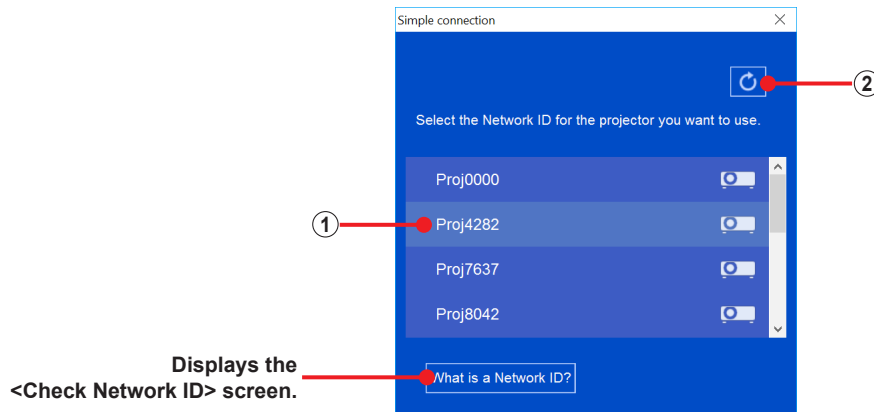 Simple connection
②
Select the Network ID for the projector you want to use.
Proj0000
① Proj4282
Proj7637
Proj8042
Displays the
<Check Network ID> screen.
What is a Network ID?